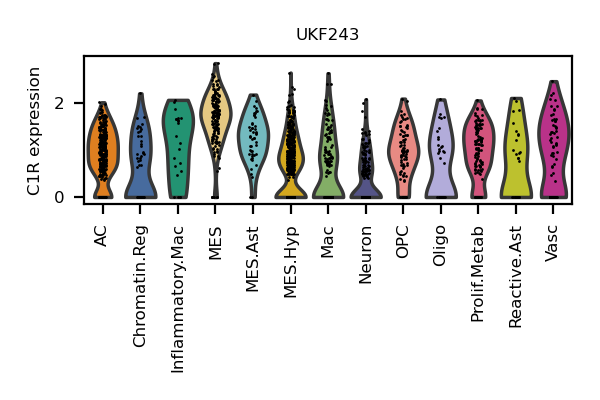 UKF243
C1R expression
2
0
AC
Chromatin.Reg
Inflammatory.Mac
MES
MES.Ast
MES.Hyp
Mac
Neuron
OPC
Oligo
Prolif.Metab
Reactive.Ast
Vasc